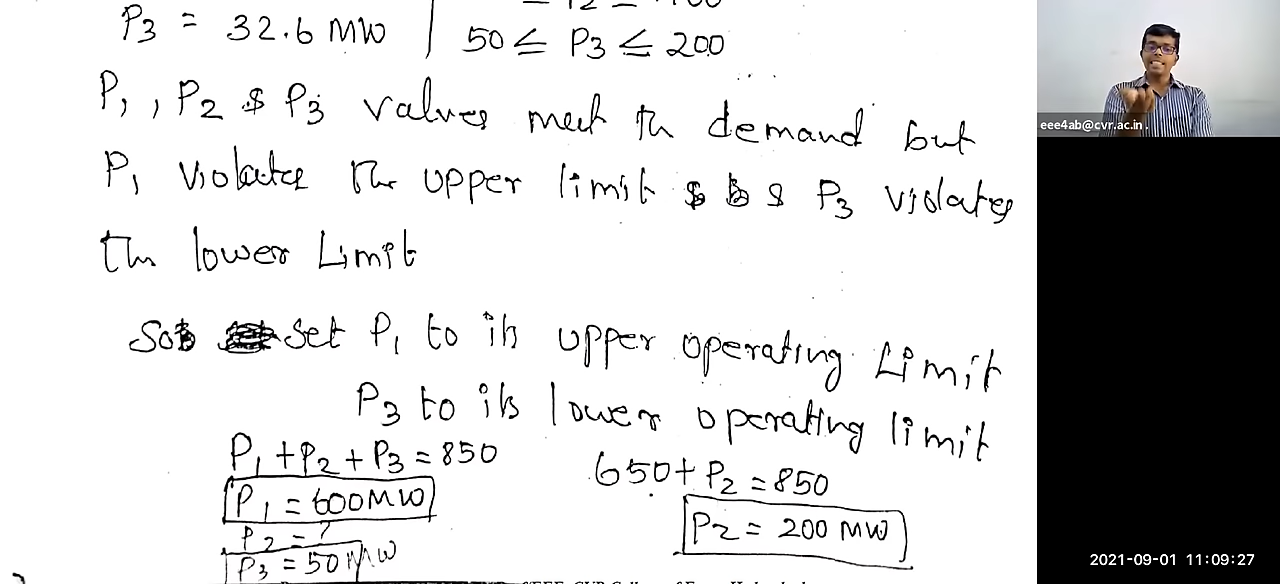 P3 = 32.6 MW
50 ≤ P3 ≤ 200
P1, P2 & P3 values meet the demand but
P1 violates the upper limit & P3 violates
the lower Limit
So set P1 to its upper operating Limit
P3 to its lower operating limit
P1 + P2 + P3 = 850
P1 = 600 MW
P2 = ?
P3 = 50 MW
650 + P2 = 850
P2 = 200 MW
eee4ab@cvr.ac.in
2021-09-01 11:09:27